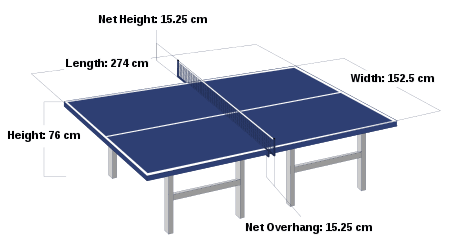 Net Height: 15.25 cm
Length: 274 cm
Width: 152.5 cm
Height: 76 cm
Net Overhang: 15.25 cm